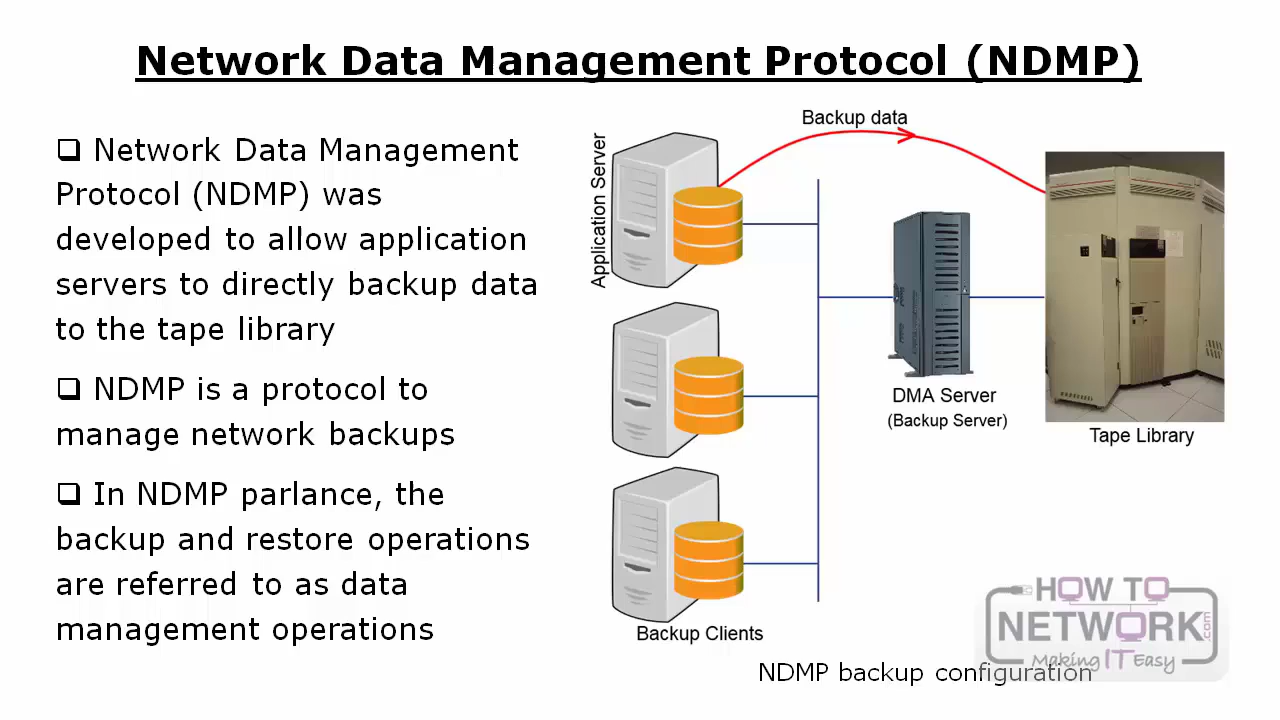 Network Data Management Protocol (NDMP)
❑ Network Data Management
Protocol (NDMP) was
developed to allow application
servers to directly backup data
to the tape library
❑ NDMP is a protocol to
manage network backups
❑ In NDMP parlance, the
backup and restore operations
are referred to as data
management operations
Backup data
Application Server
DMA Server
(Backup Server)
Tape Library
Backup Clients
NDMP backup configuration
HOW TO
NETWORK.com
Making IT Easy